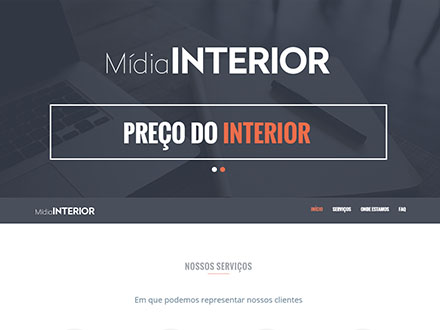 MídiaINTERIOR
PREÇO DO INTERIOR
MídiaINTERIOR
INÍCIO SERVIÇOS ONDE ESTAMOS FAQ
NOSSOS SERVIÇOS
Em que podemos representar nossos clientes